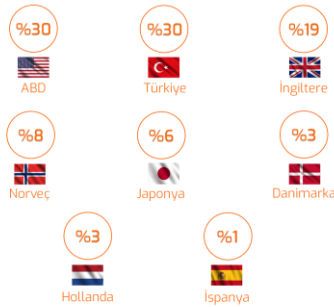 %30 %30 %19
ABD Türkiye İngiltere
%8 %6 %3
Norveç Japonya Danimarka
%3 %1
Hollanda İspanya